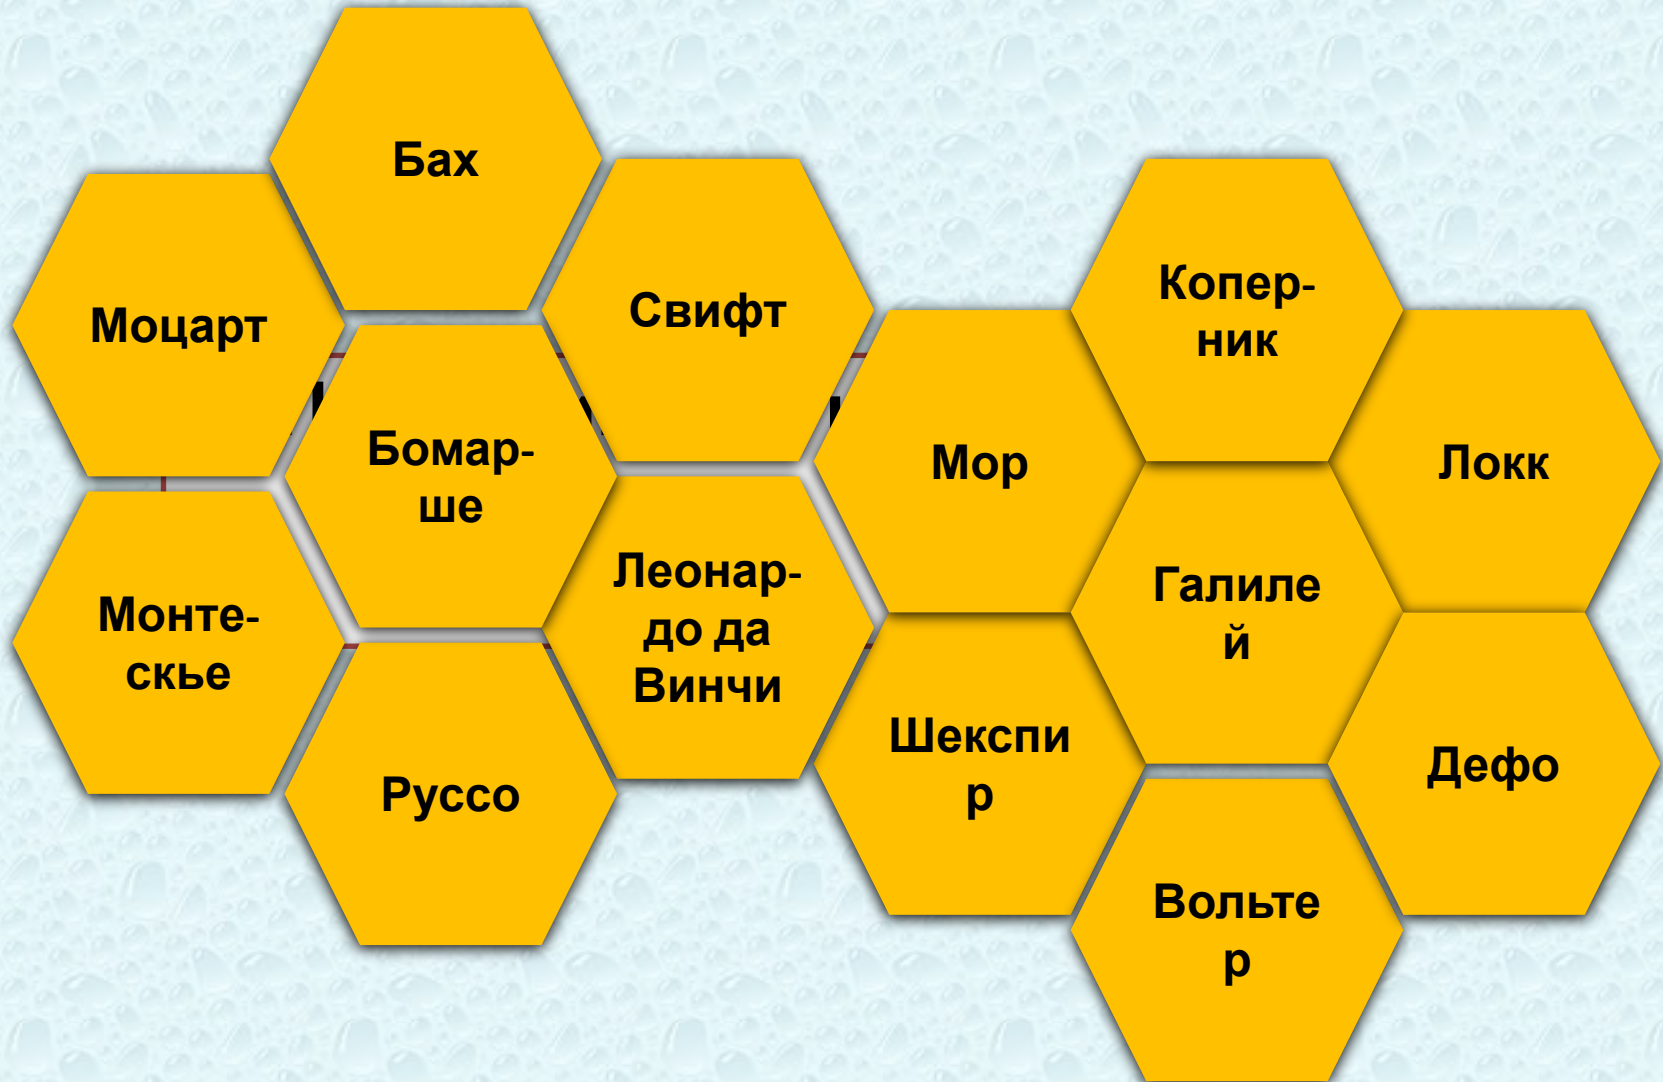 Бах
Моцарт
Свифт
Копер-
ник
Бомар-
ше
Мор
Локк
Монте-
скье
Леонар-
до да
Винчи
Галиле
й
Руссо
Шекспи
р
Дефо
Вольте
р